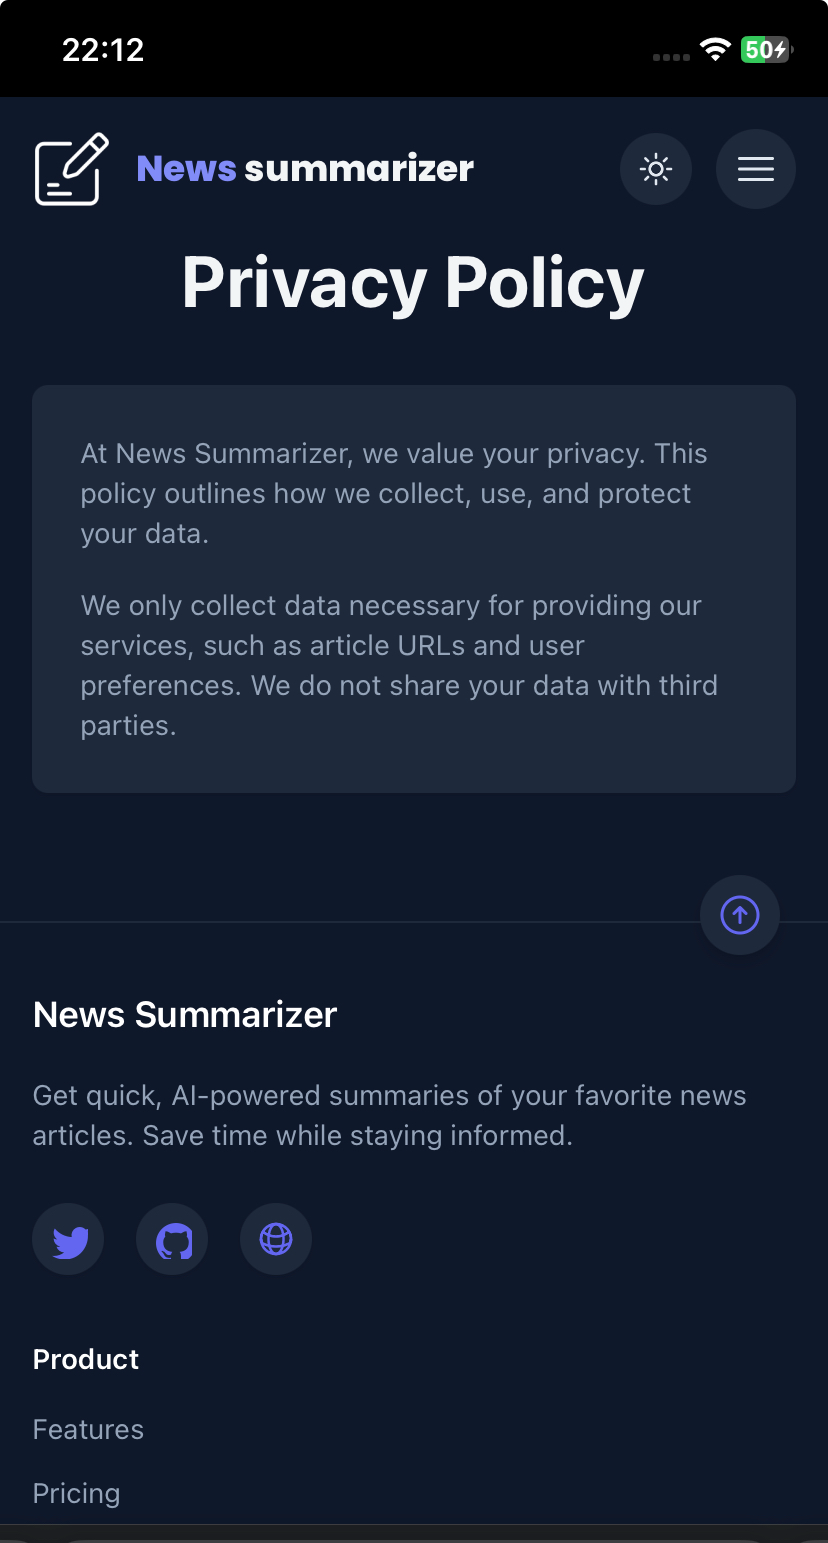 22:12
50
News summarizer
Privacy Policy
At News Summarizer, we value your privacy. This
policy outlines how we collect, use, and protect
your data.
We only collect data necessary for providing our
services, such as article URLs and user
preferences. We do not share your data with third
parties.
News Summarizer
Get quick, AI-powered summaries of your favorite news
articles. Save time while staying informed.
Product
Features
Pricing